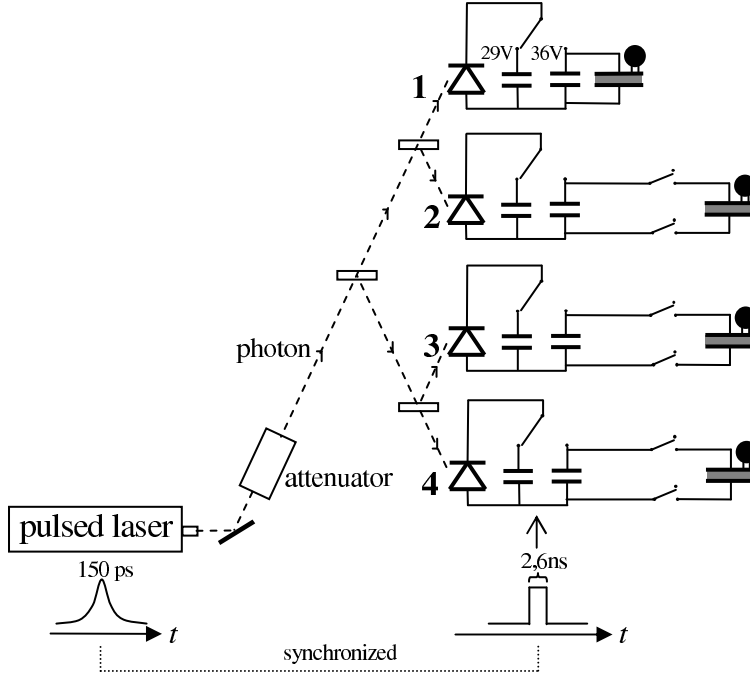 29V 36V
1
2
photon
3
attenuator
4
pulsed laser
150 ps
2,6ns
t
t
synchronized